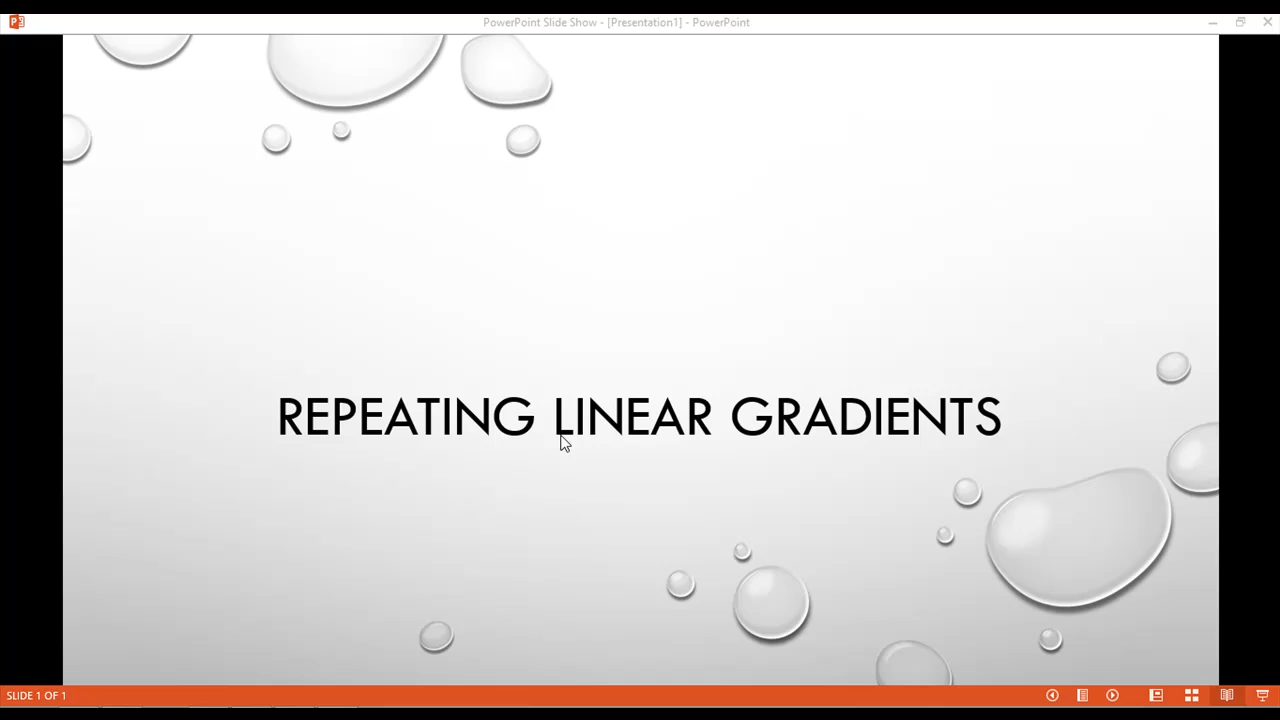 PowerPoint Slide Show - [Presentation1] - PowerPoint
REPEATING LINEAR GRADIENTS
SLIDE 1 OF 1